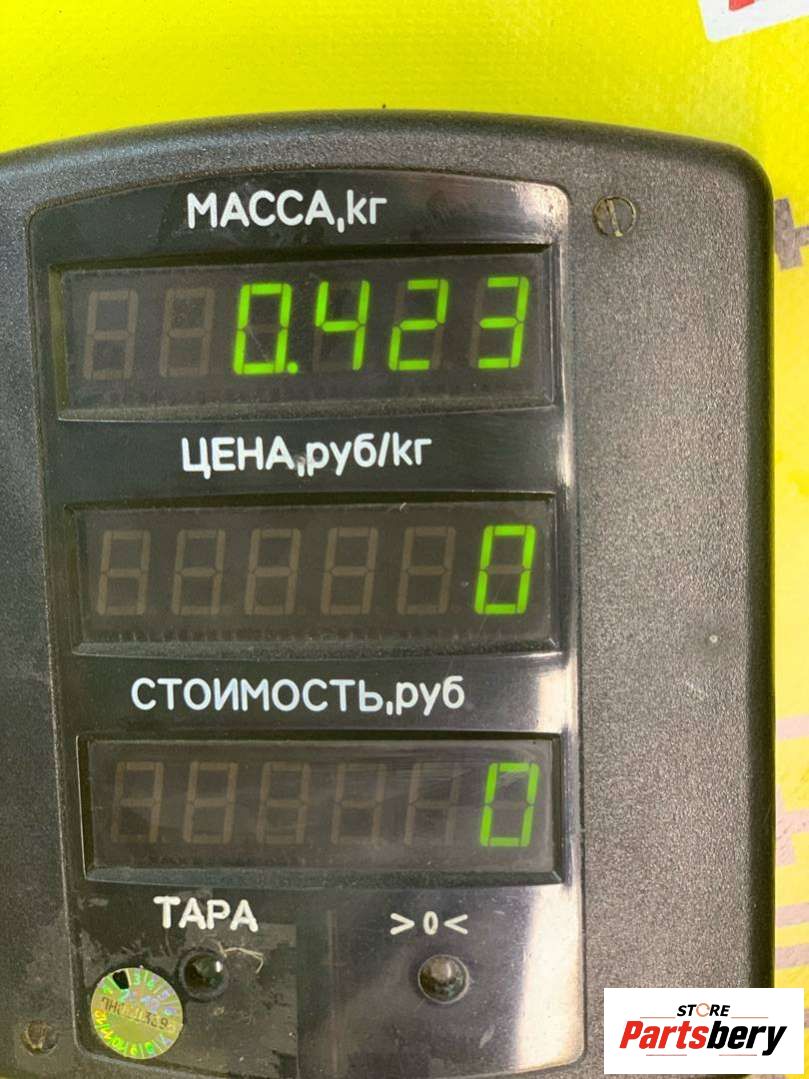 МАССА,кг
0.423
ЦЕНА,руб/кг
0
СТОИМОСТЬ,руб
0
ТАРА >0<
STORE
Partsbery